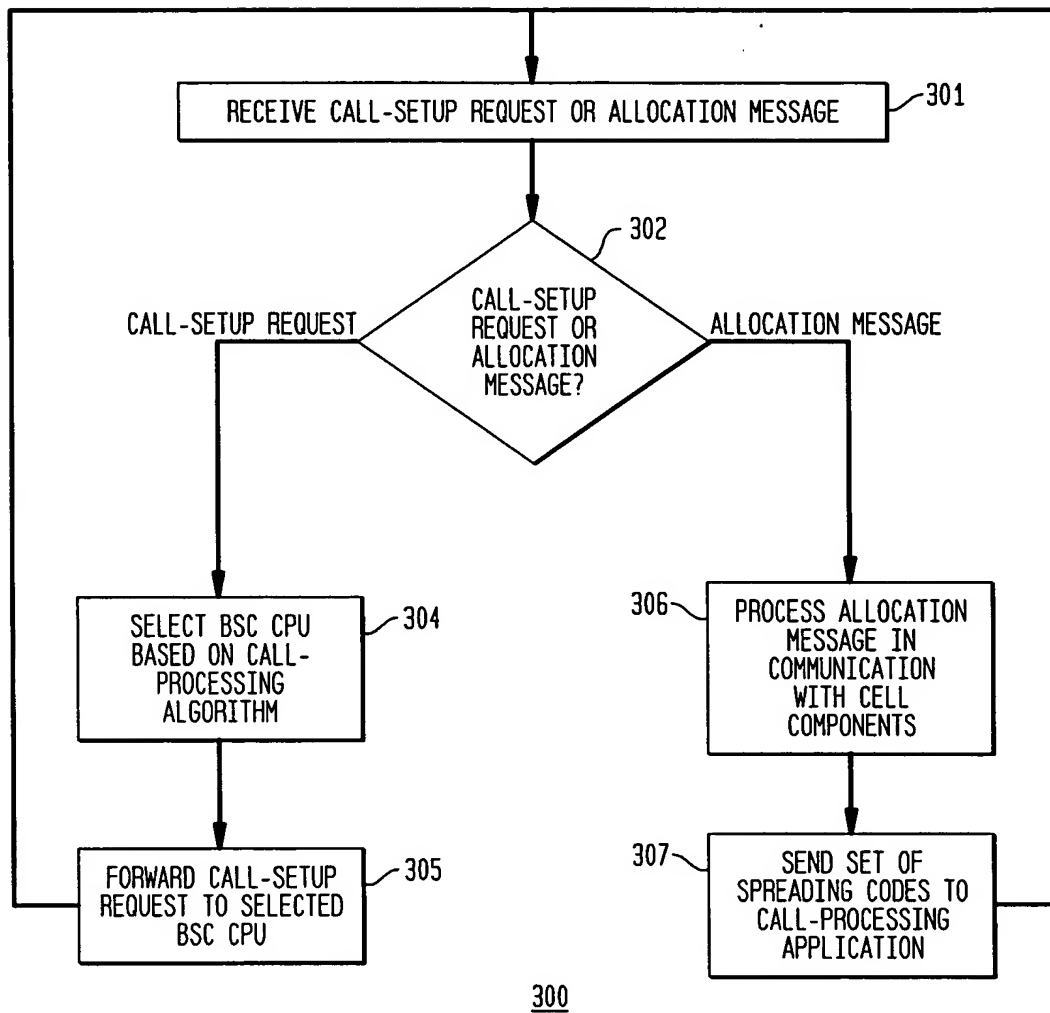 RECEIVE CALL-SETUP REQUEST OR ALLOCATION MESSAGE
301
302
CALL-SETUP
REQUEST OR
ALLOCATION
MESSAGE?
CALL-SETUP REQUEST
ALLOCATION MESSAGE
SELECT BSC CPU
BASED ON CALL-
PROCESSING
ALGORITHM
304
306
PROCESS ALLOCATION
MESSAGE IN
COMMUNICATION
WITH CELL
COMPONENTS
FORWARD CALL-SETUP
REQUEST TO SELECTED
BSC CPU
305
307
SEND SET OF
SPREADING CODES TO
CALL-PROCESSING
APPLICATION
300